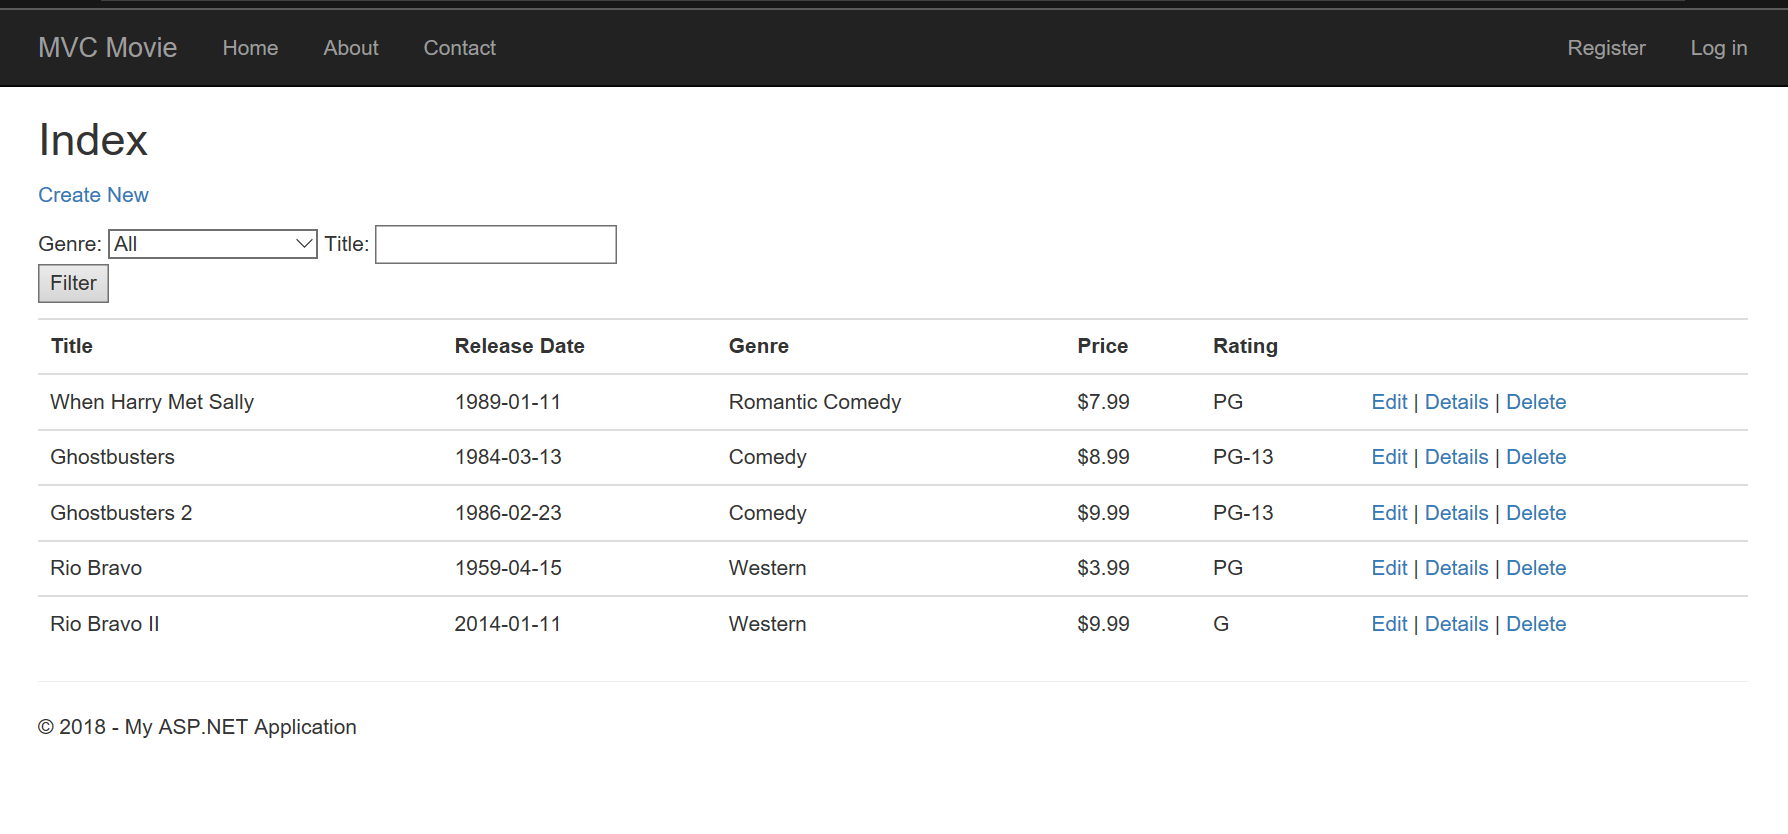 MVC Movie Home About Contact Register Log in
Index
Create New
Genre: All Title:
Filter
Title Release Date Genre Price Rating
When Harry Met Sally 1989-01-11 Romantic Comedy $7.99 PG Edit | Details | Delete
Ghostbusters 1984-03-13 Comedy $8.99 PG-13 Edit | Details | Delete
Ghostbusters 2 1986-02-23 Comedy $9.99 PG-13 Edit | Details | Delete
Rio Bravo 1959-04-15 Western $3.99 PG Edit | Details | Delete
Rio Bravo II 2014-01-11 Western $9.99 G Edit | Details | Delete
© 2018 - My ASP.NET Application